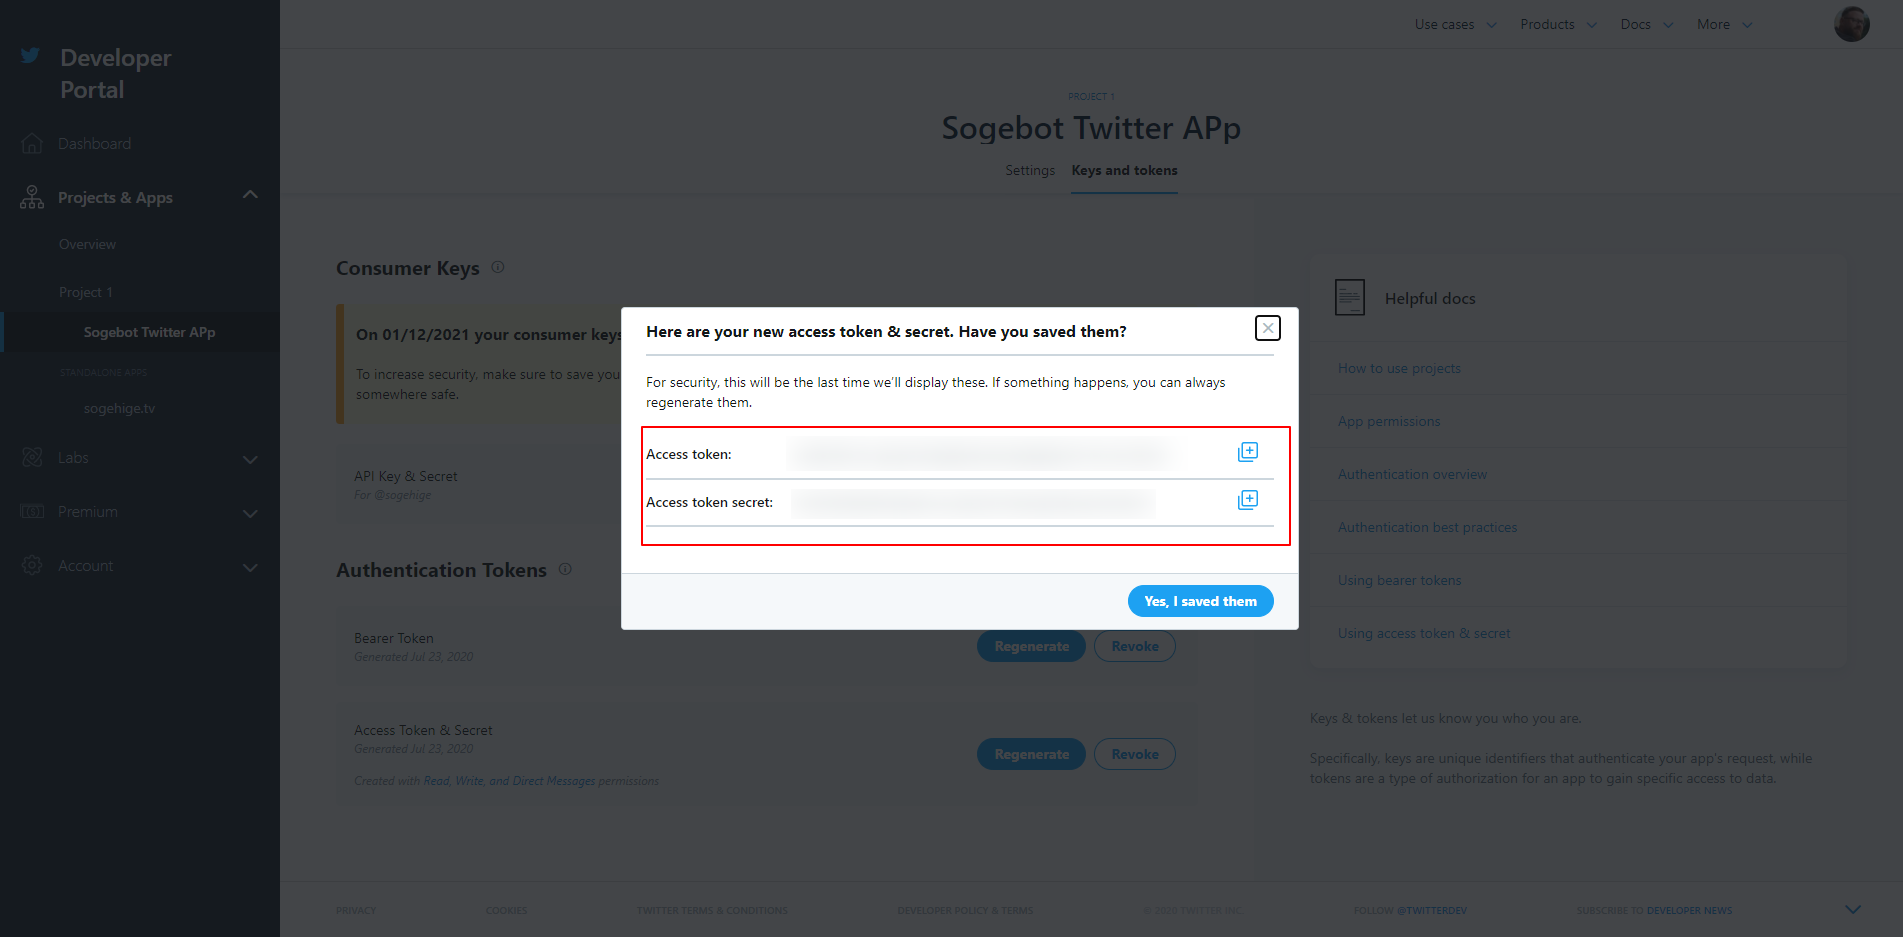 Developer
Portal
Dashboard
Projects & Apps
Overview
Project 1
Sogebot Twitter APp
STANDALONE APPS
sogehige.tv
Labs
Premium
Account
Use cases
Products
Docs
More
PROJECT 1
Sogebot Twitter APp
Settings
Keys and tokens
Consumer Keys
On 01/12/2021 your consumer keys
To increase security, make sure to save you
somewhere safe.
API Key & Secret
For @sogehige
Authentication Tokens
Bearer Token
Generated Jul 23, 2020
Regenerate
Revoke
Access Token & Secret
Generated Jul 23, 2020
Created with Read, Write, and Direct Messages permissions
Regenerate
Revoke
Here are your new access token & secret. Have you saved them?
For security, this will be the last time we'll display these. If something happens, you can always
regenerate them.
Access token:
Access token secret:
Yes, I saved them
Helpful docs
How to use projects
App permissions
Authentication overview
Authentication best practices
Using bearer tokens
Using access token & secret
Keys & tokens let us know you who you are.
Specifically, keys are unique identifiers that authenticate your app's request, while
tokens are a type of authorization for an app to gain specific access to data.
PRIVACY
COOKIES
TWITTER TERMS & CONDITIONS
DEVELOPER POLICY & TERMS
© 2020 TWITTER INC.
FOLLOW @TWITTERDEV
SUBSCRIBE TO DEVELOPER NEWS